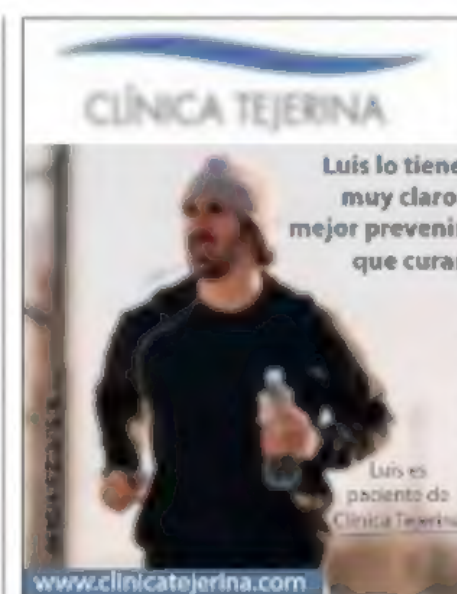 CLÍNICA TEJERINA
Luis lo tiene
muy claro
mejor prevenir
que curar
Luis es
paciente de
Clínica Tejerina
www.clinicatejerina.com